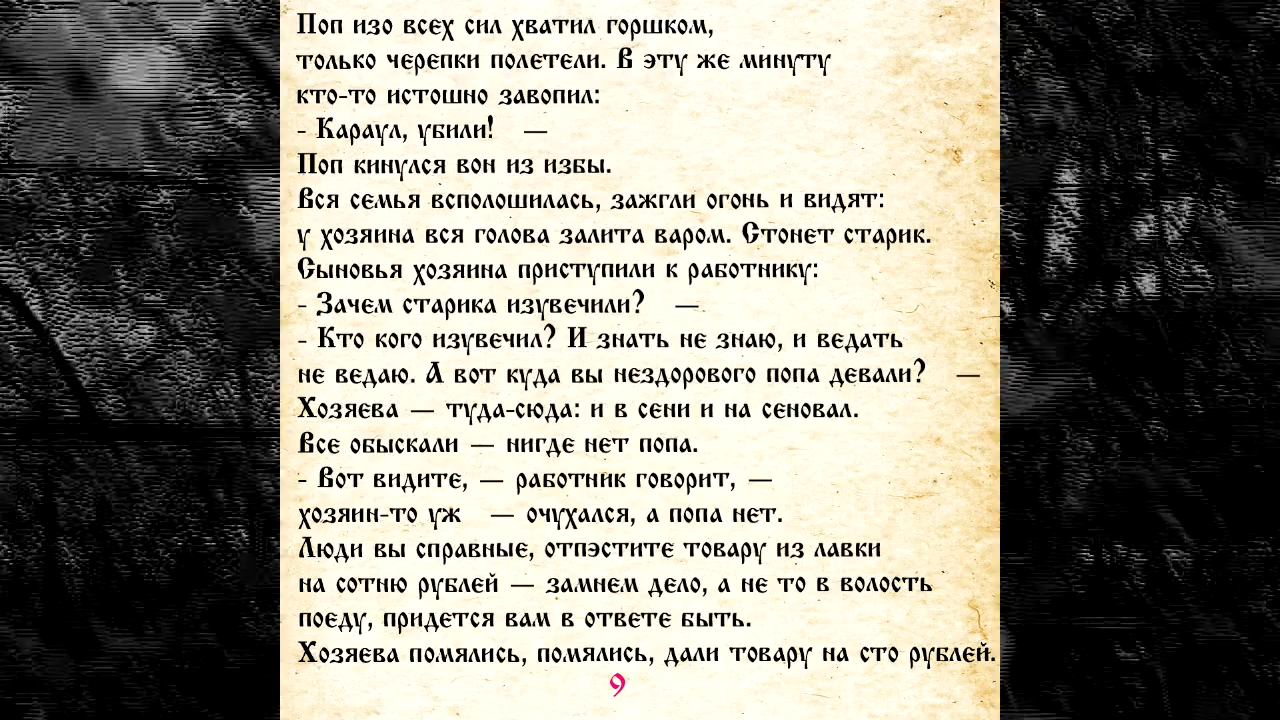 Поп изо всех сил хватил горшком,
только черепки полетели. В эту же минуту
кто-то истошно завопил:
- Караул, убили! —
Поп кинулся вон из избы.
Вся семья всполошилась, зажгли огонь и видят:
у хозяина вся голова залита варом. Стонет старик.
Сыновья хозяина приступили к работнику:
- Зачем старика изувечили? —
- Кто кого изувечил? И знать не знаю, и ведать
не ведаю. А вот куда вы нездорового попа девали? —
Хозяева — туда-сюда: и в сени и на сеновал.
Все обыскали — нигде нет попа.
- Вот видите, — работник говорит, —
хозяин-то уж — очухался, а попа нет.
Люди вы справные, отпэстите товару из лавки
на сотню рублей — замнем дело, а не то в волость
поеду, придется вам в ответе быть.
Хозяева помялись, помялись, дали товару на сто рублей.
9